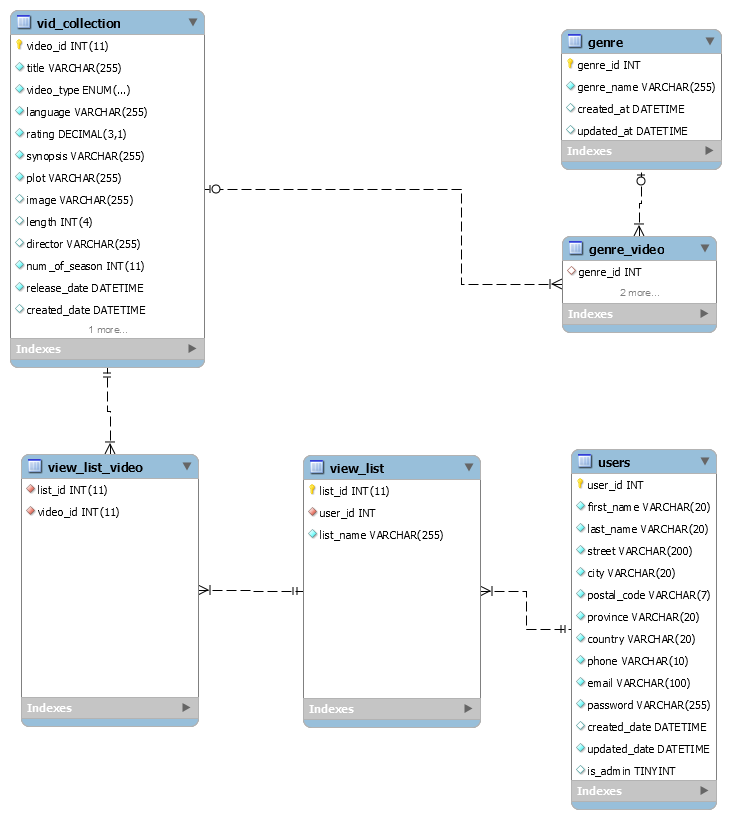 vid_collection
video_id INT(11)
title VARCHAR(255)
video_type ENUM(...)
language VARCHAR(255)
rating DECIMAL(3,1)
synopsis VARCHAR(255)
plot VARCHAR(255)
image VARCHAR(255)
length INT(4)
director VARCHAR(255)
num_of_season INT(11)
release_date DATETIME
created_date DATETIME
1 more...
Indexes
genre
genre_id INT
genre_name VARCHAR(255)
created_at DATETIME
updated_at DATETIME
Indexes
genre_video
genre_id INT
2 more...
Indexes
view_list_video
list_id INT(11)
video_id INT(11)
Indexes
view_list
list_id INT(11)
user_id INT
list_name VARCHAR(255)
Indexes
users
user_id INT
first_name VARCHAR(20)
last_name VARCHAR(20)
street VARCHAR(200)
city VARCHAR(20)
postal_code VARCHAR(7)
province VARCHAR(20)
country VARCHAR(20)
phone VARCHAR(10)
email VARCHAR(100)
password VARCHAR(255)
created_date DATETIME
updated_date DATETIME
is_admin TINYINT
Indexes